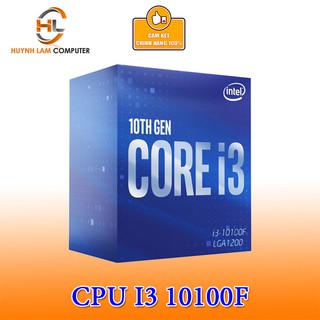 HL
HUYNH LAM COMPUTER
CAM KẾT
CHÍNH HÃNG 100%
intel
10TH GEN
CORE i3
i3-10100F
LGA1200
CPU I3 10100F